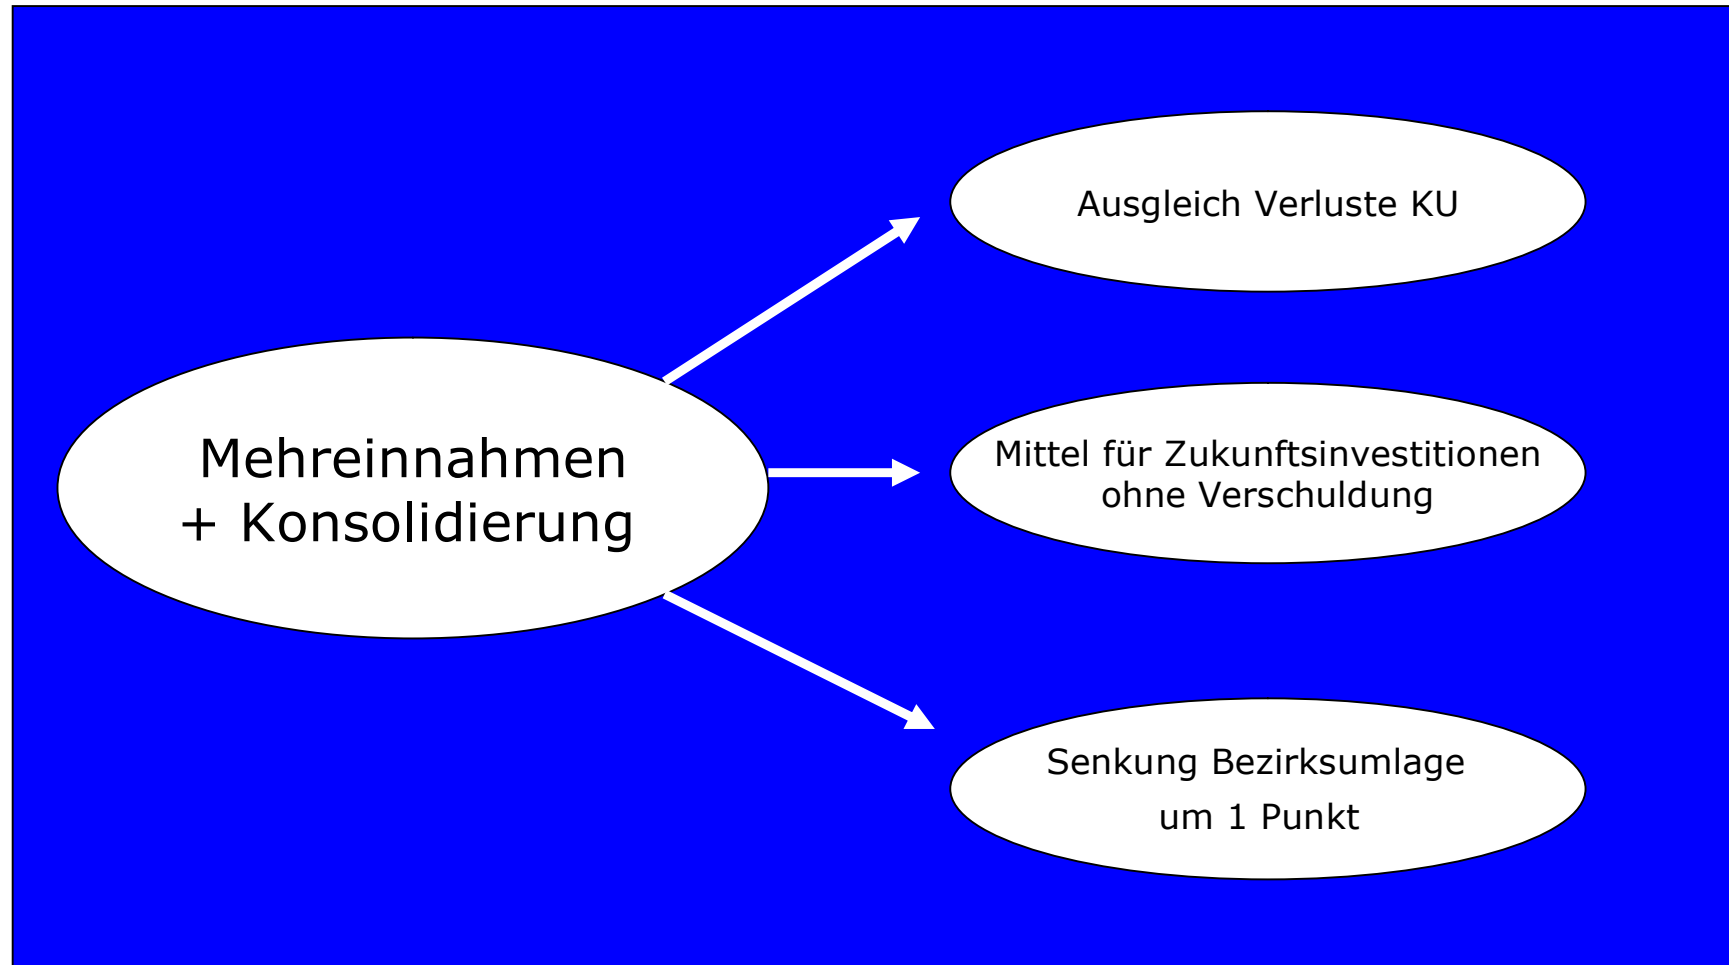 Ausgleich Verluste KU
Mehreinnahmen
+ Konsolidierung
Mittel für Zukunftsinvestitionen
ohne Verschuldung
Senkung Bezirksumlage
um 1 Punkt